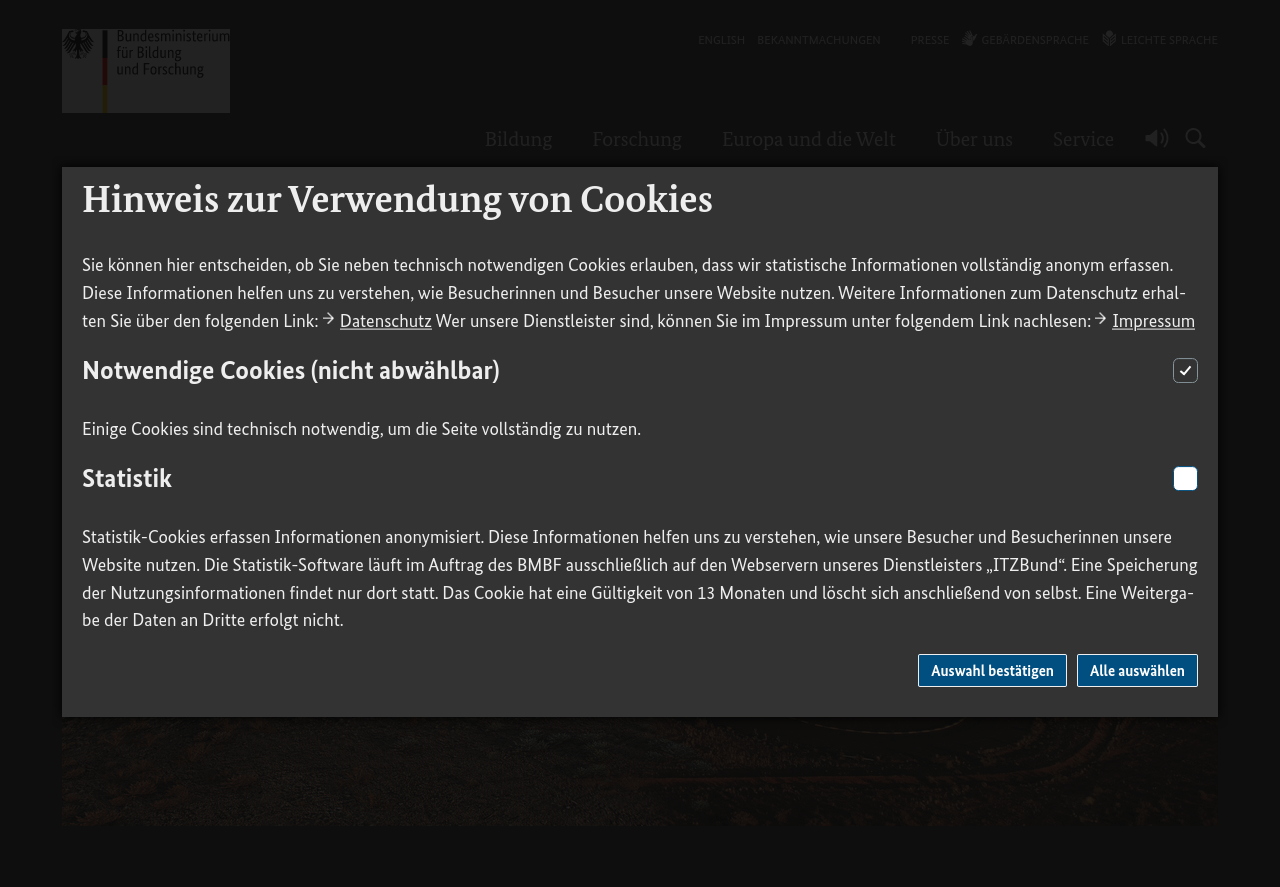 Bundesministerium
für Bildung
und Forschung
ENGLISH BEKANNTMACHUNGEN PRESSE GEBÄRDENSPRACHE LEICHTE SPRACHE
Bildung Forschung Europa und die Welt Über uns Service
Hinweis zur Verwendung von Cookies
Sie können hier entscheiden, ob Sie neben technisch notwendigen Cookies erlauben, dass wir statistische Informationen vollständig anonym erfassen.
Diese Informationen helfen uns zu verstehen, wie Besucherinnen und Besucher unsere Website nutzen. Weitere Informationen zum Datenschutz erhal-
ten Sie über den folgenden Link: Datenschutz Wer unsere Dienstleister sind, können Sie im Impressum unter folgendem Link nachlesen: Impressum
Notwendige Cookies (nicht abwählbar)
Einige Cookies sind technisch notwendig, um die Seite vollständig zu nutzen.
Statistik
Statistik-Cookies erfassen Informationen anonymisiert. Diese Informationen helfen uns zu verstehen, wie unsere Besucher und Besucherinnen unsere
Website nutzen. Die Statistik-Software läuft im Auftrag des BMBF ausschließlich auf den Webservern unseres Dienstleisters „ITZBund“. Eine Speicherung
der Nutzungsinformationen findet nur dort statt. Das Cookie hat eine Gültigkeit von 13 Monaten und löscht sich anschließend von selbst. Eine Weiterga-
be der Daten an Dritte erfolgt nicht.
Auswahl bestätigen Alle auswählen